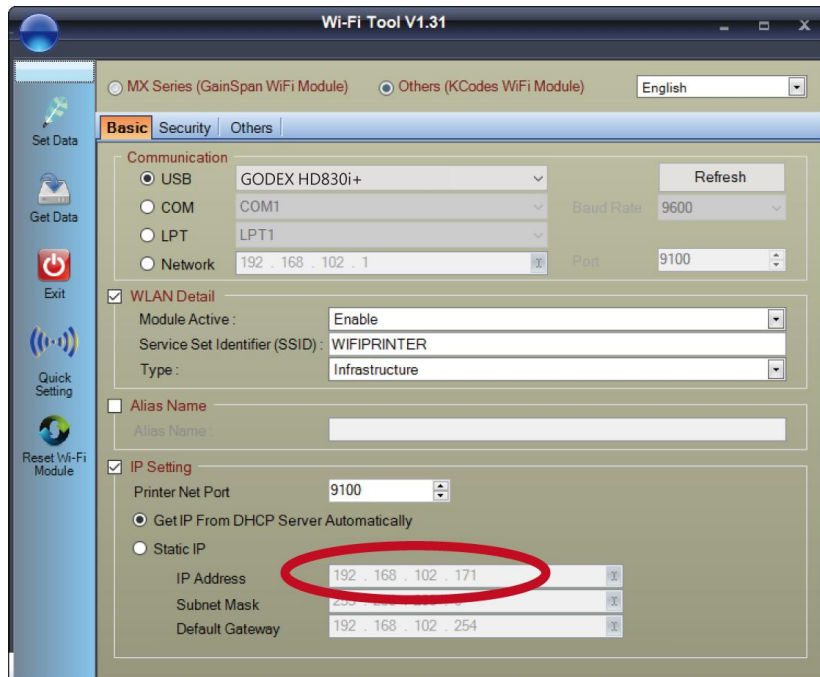 Wi-Fi Tool V1.31
MX Series (GainSpan WiFi Module) Others (KCodes WiFi Module) English
Set Data
Get Data
Exit
Quick
Setting
Reset Wi-Fi
Module
Basic Security Others
Communication
USB GODEX HD830i+ Refresh
COM COM1 Baud Rate 9600
LPT LPT1
Network 192 . 168 . 102 . 1 Port 9100
WLAN Detail
Module Active : Enable
Service Set Identifier (SSID) : WIFIPRINTER
Type : Infrastructure
Alias Name
Alias Name :
IP Setting
Printer Net Port 9100
Get IP From DHCP Server Automatically
Static IP
IP Address 192 . 168 . 102 . 171
Subnet Mask
Default Gateway 192 . 168 . 102 . 254